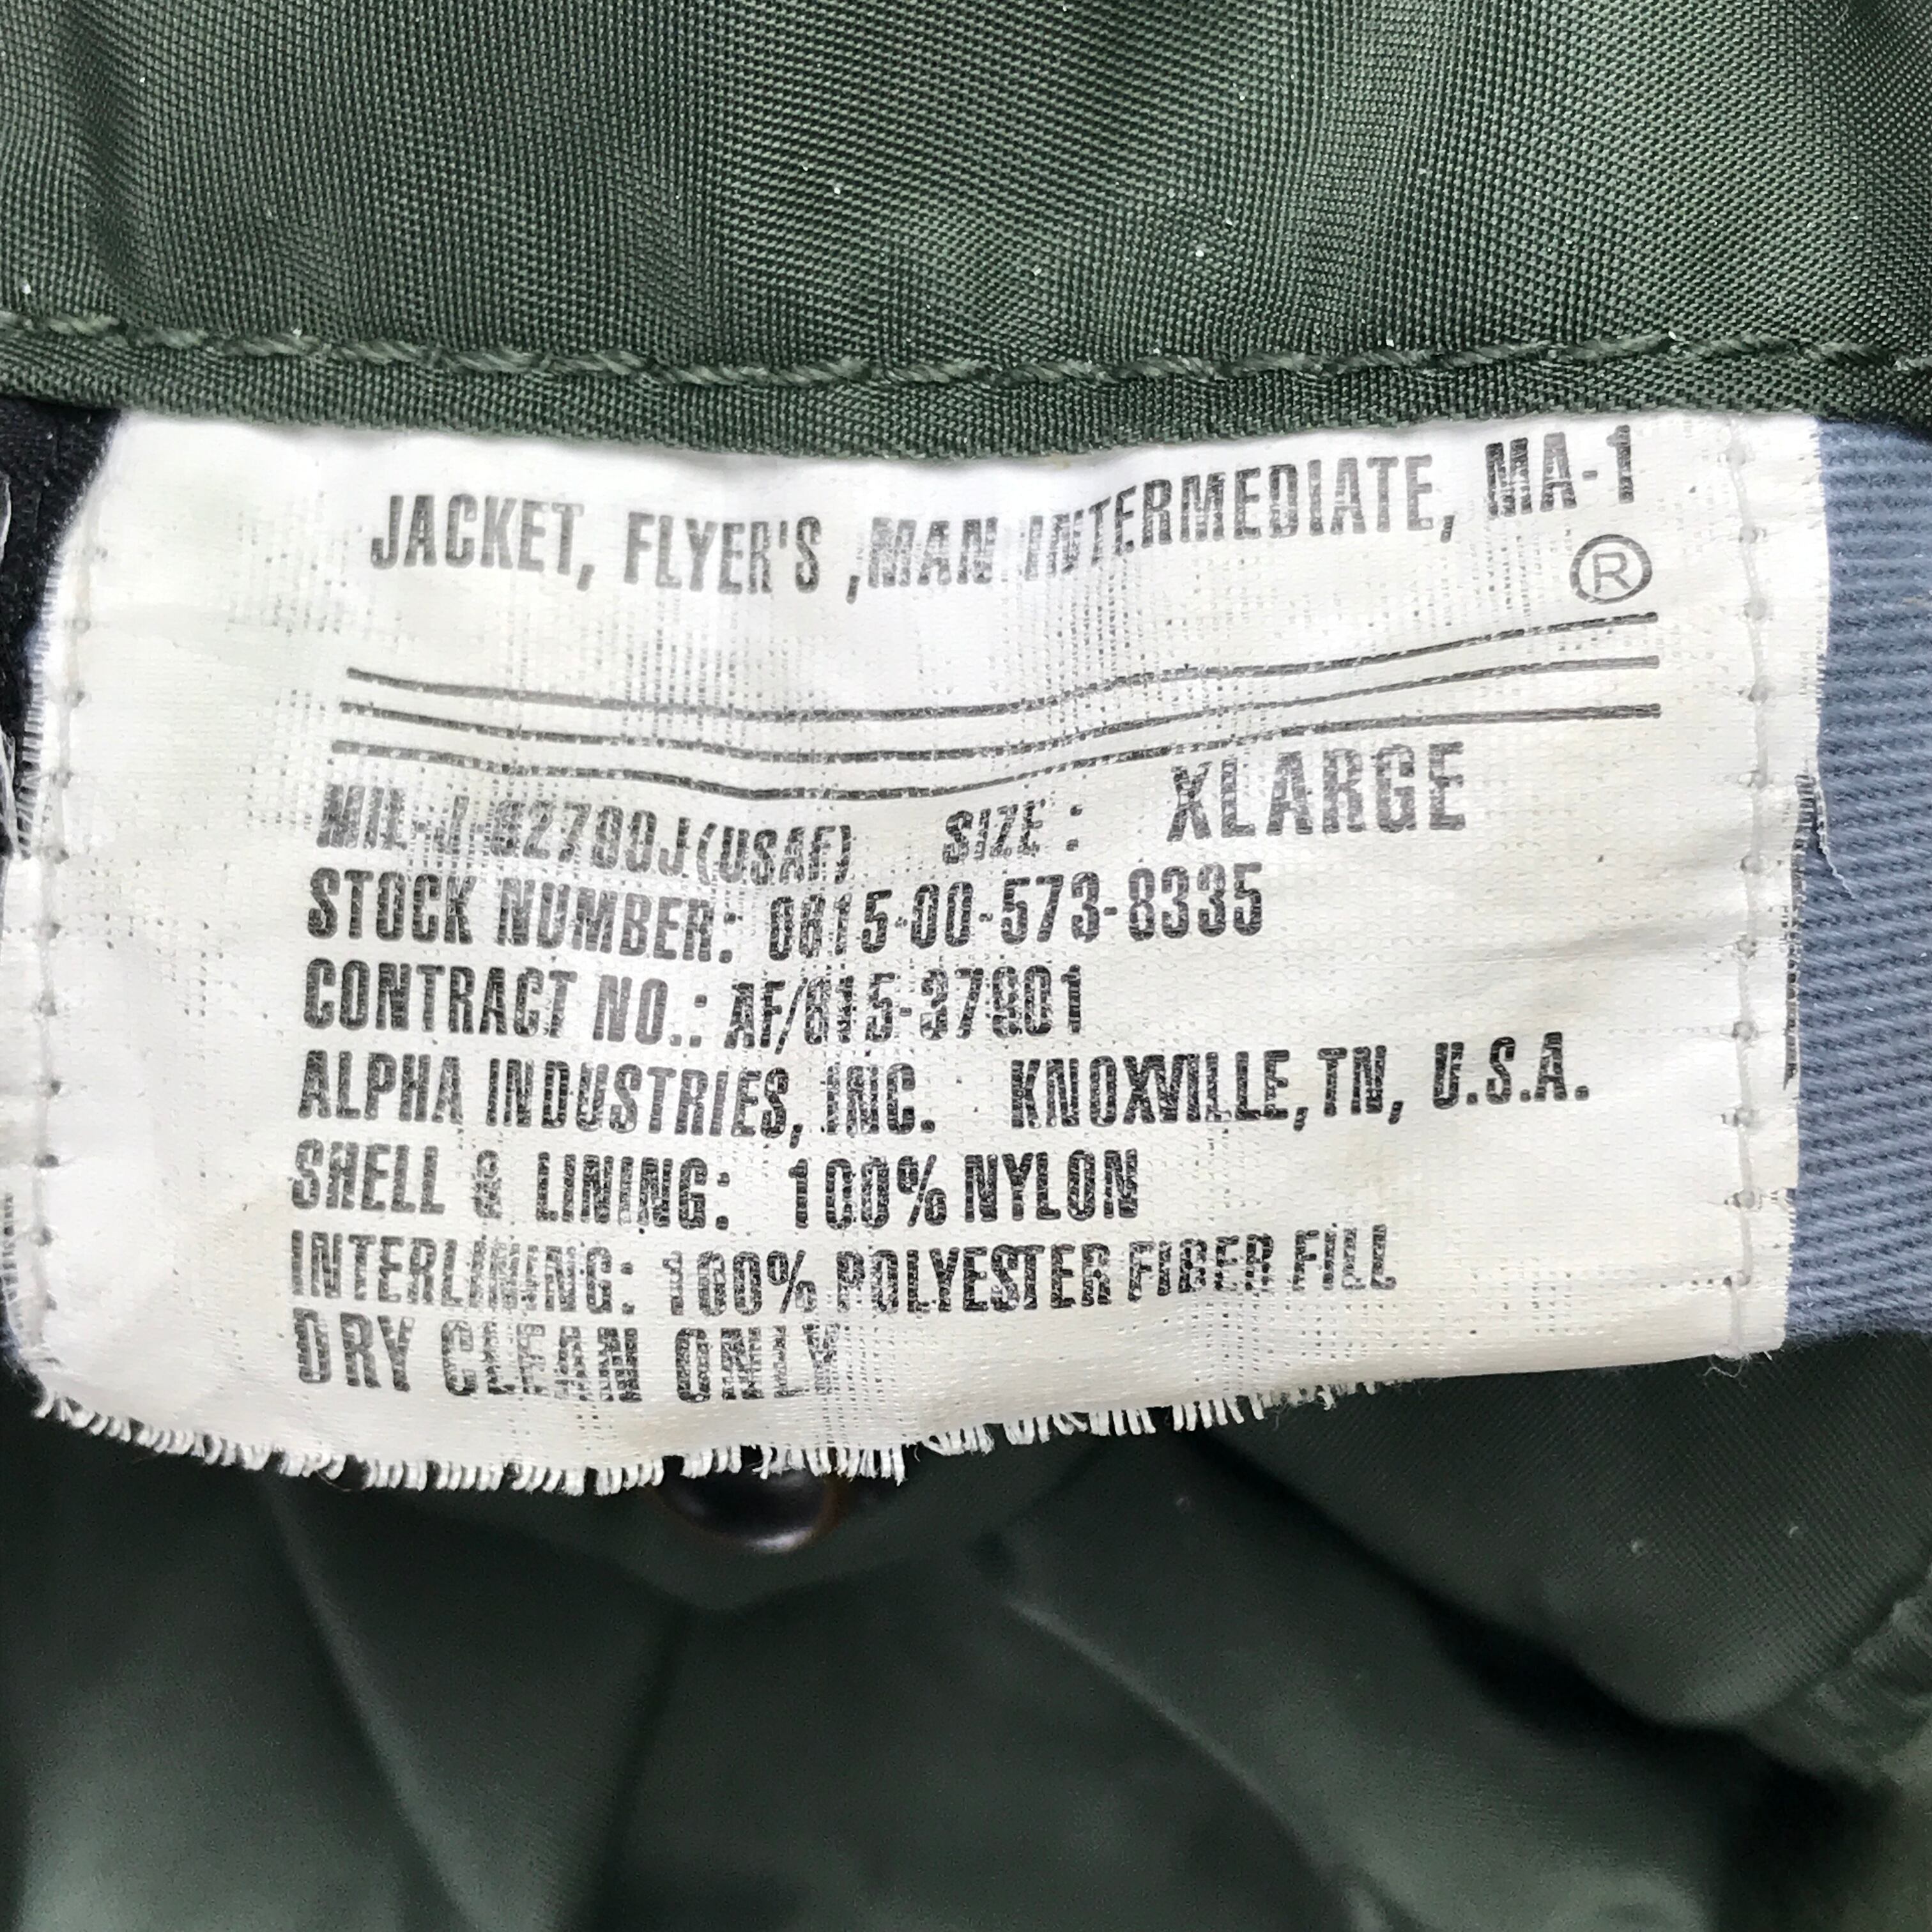 JACKET, FLYER'S ,MAN INTERMEDIATE, MA-1
®
MIL-J-82790J(USAF) SIZE: XLARGE
STOCK NUMBER: 0815-00-573-8335
CONTRACT NO.: AF/815-37901
ALPHA INDUSTRIES, INC. KNOXVILLE, TN, U.S.A.
SHELL & LINING: 100% NYLON
INTERLINING: 100% POLYESTER FIBER FILL
DRY CLEAN ONLY